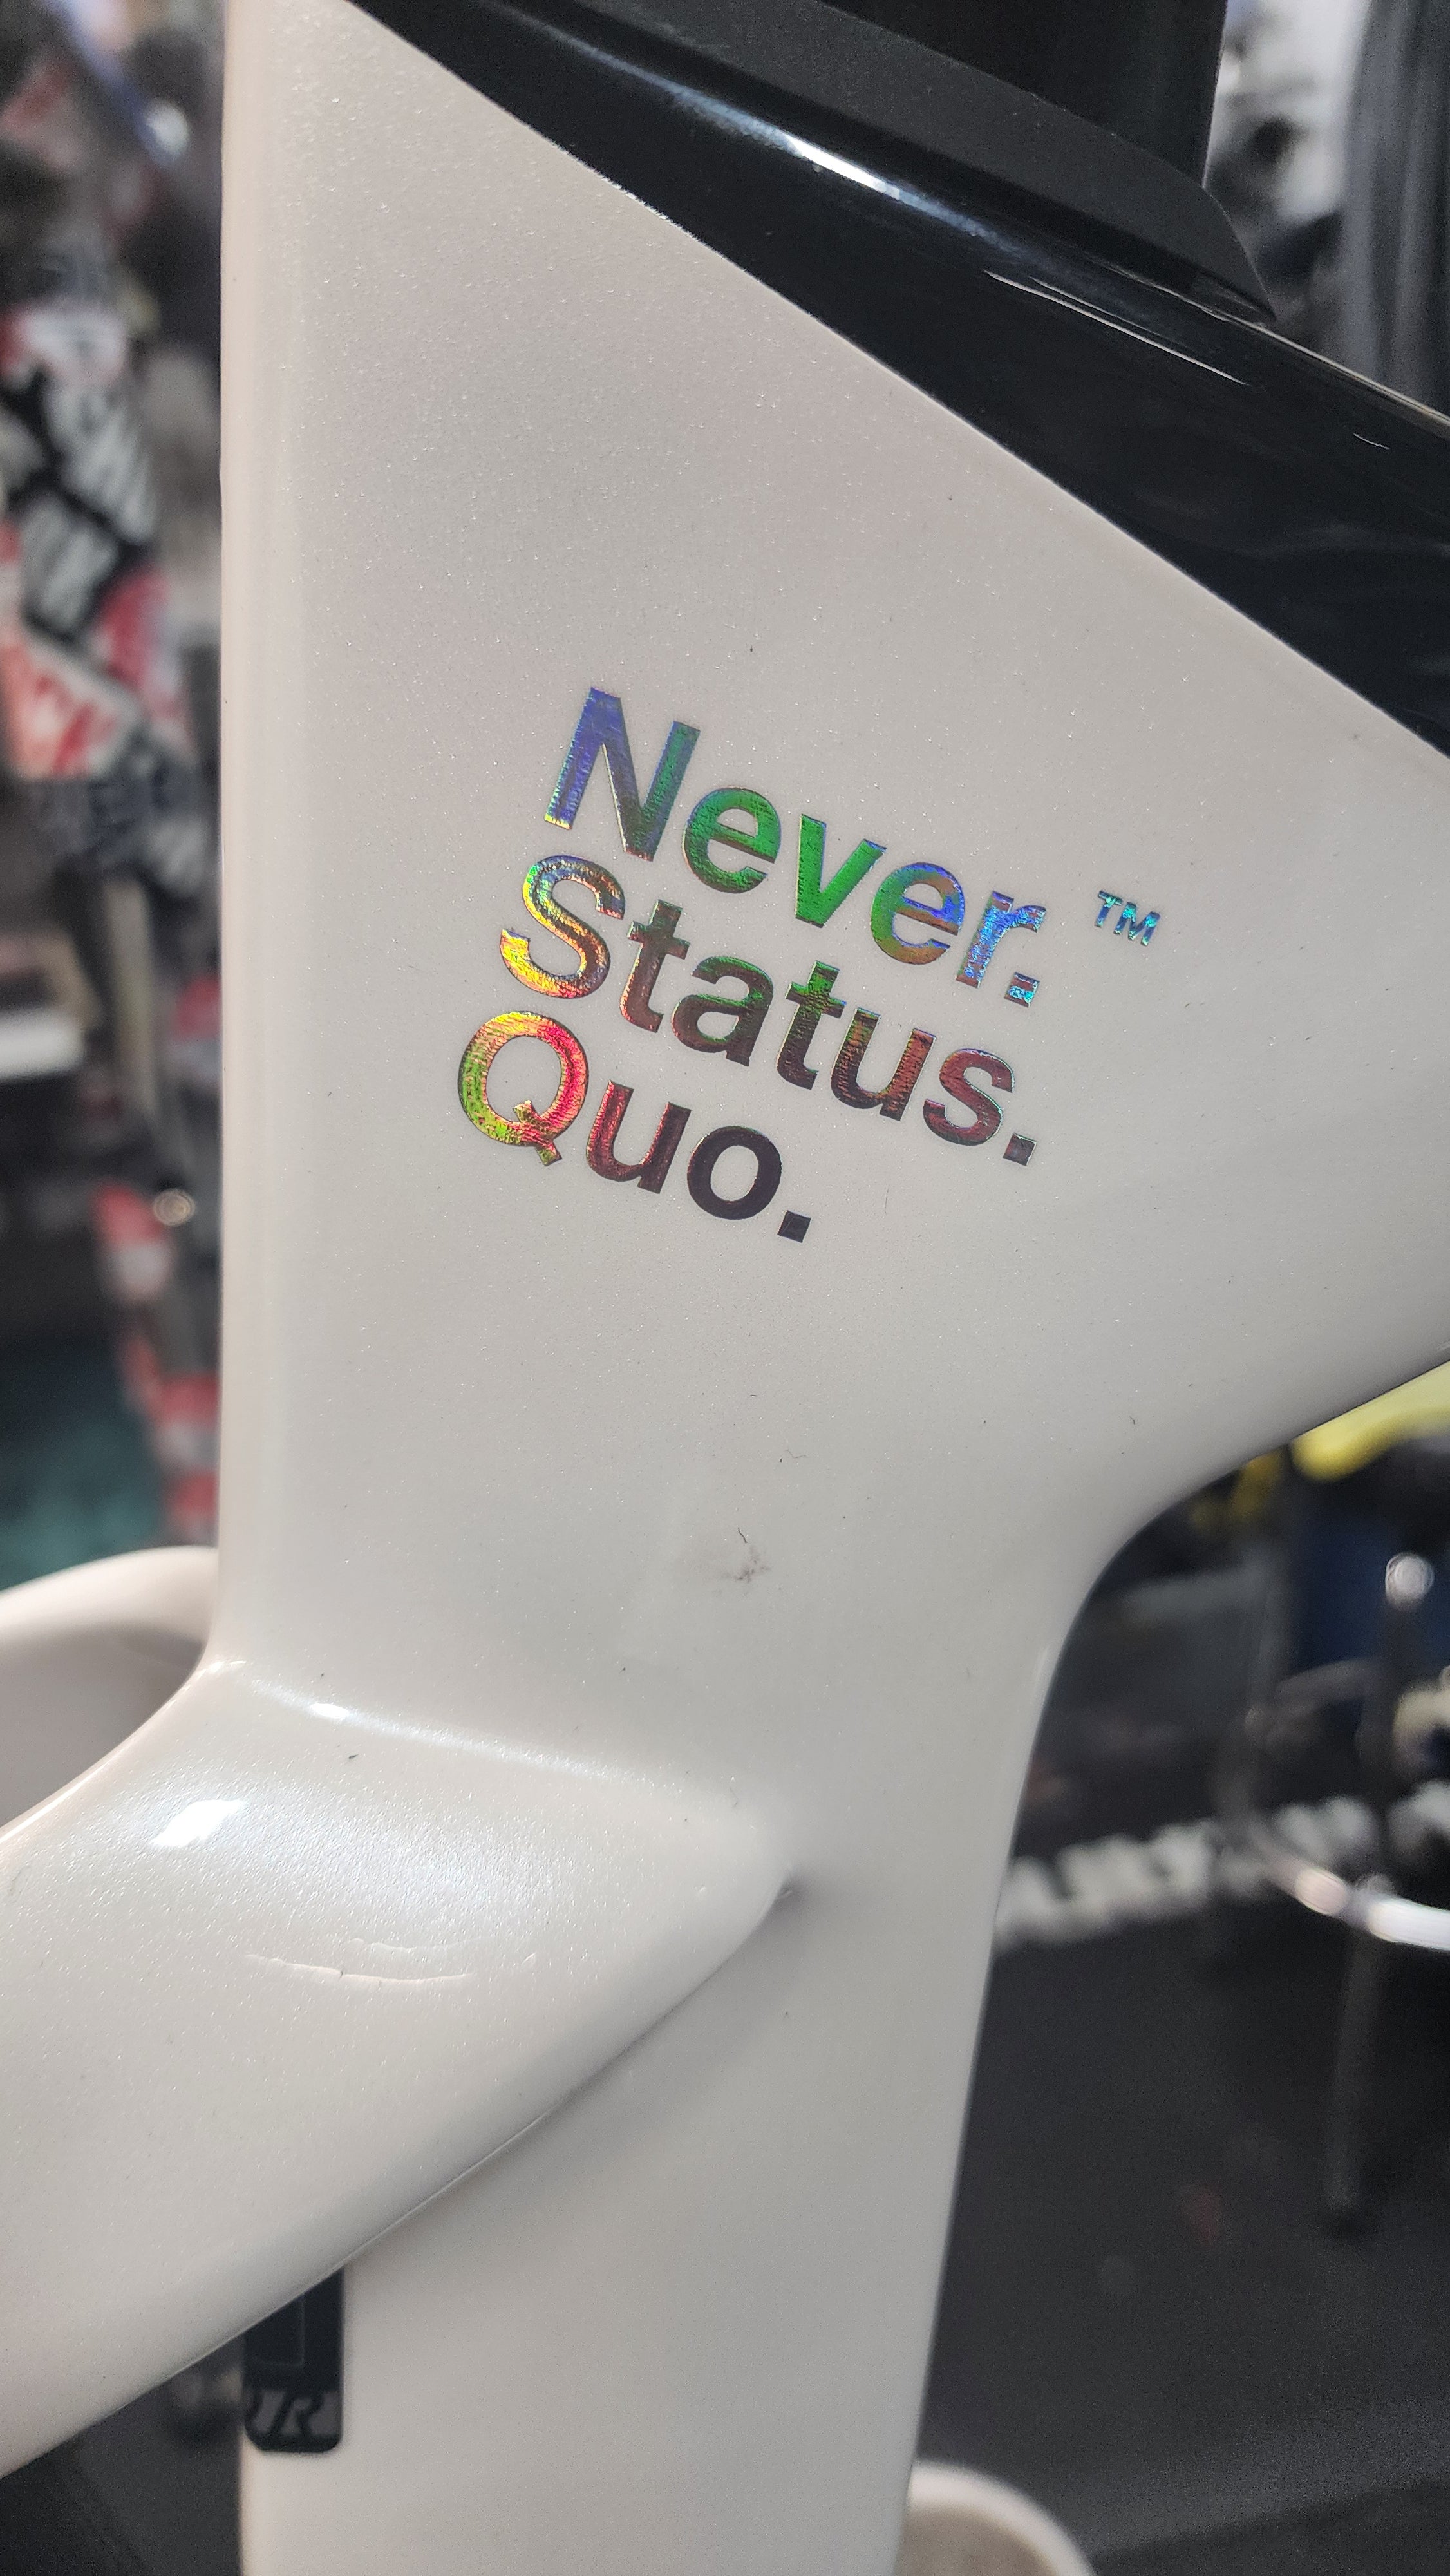 Never.™
Status.
Quo.